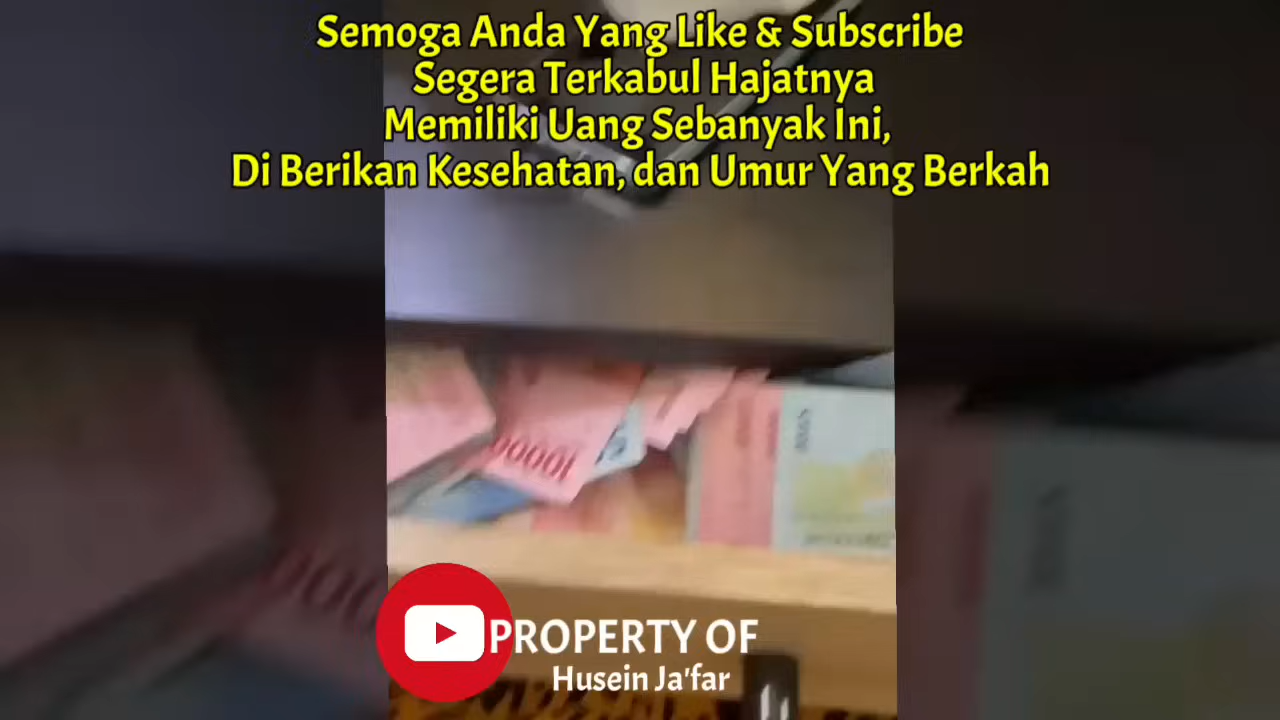 Semoga Anda Yang Like & Subscribe
Segera Terkabul Hajatnya
Memiliki Uang Sebanyak Ini,
Di Berikan Kesehatan, dan Umur Yang Berkah
PROPERTY OF
Husein Ja'far